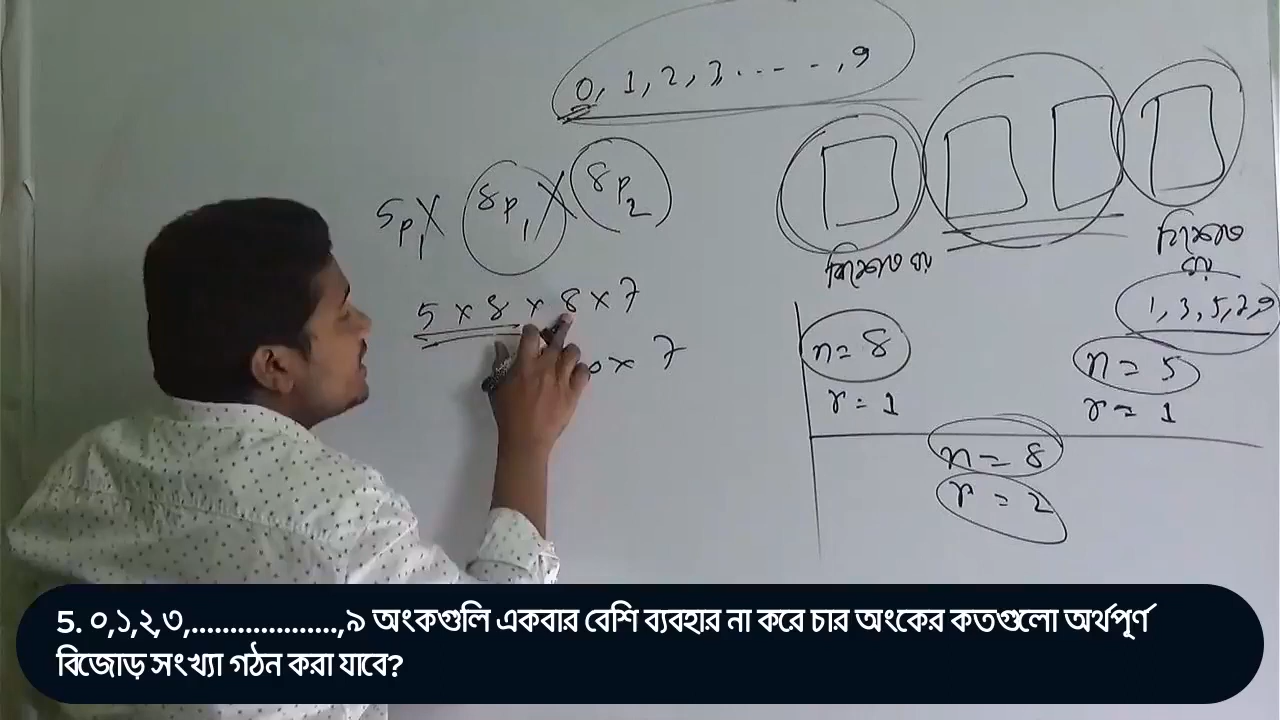 0, 1, 2, 3, ...... , 9
5P1 X 8P1 X 8P2
5 x 8 x 8 x 7
x 7
1, 3, 5, 7, 9
n = 8
r = 1
n = 5
r = 1
n = 8
r = 2
5. ০,১,২,৩,...................,৯ অংকগুলি একবার বেশি ব্যবহার না করে চার অংকের কতগুলো অর্থপূর্ণ
বিজোড় সংখ্যা গঠন করা যাবে?